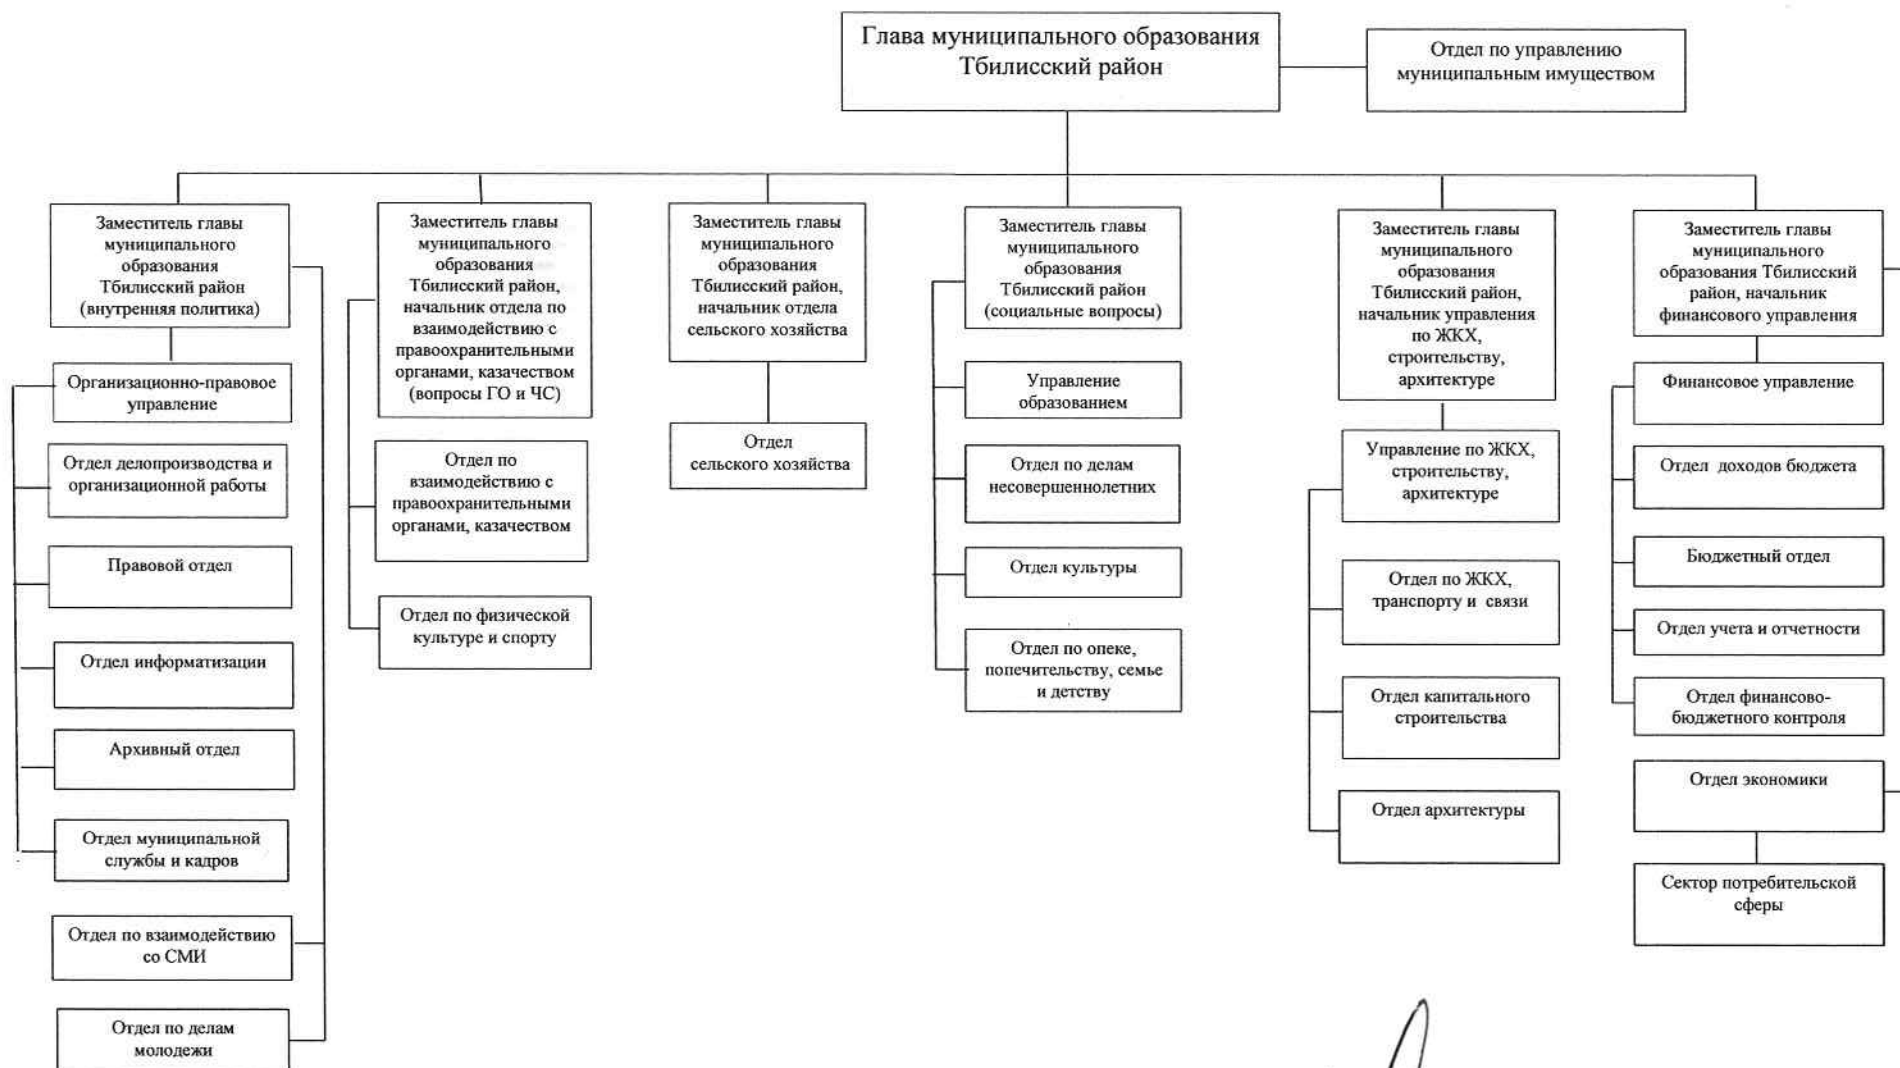 Глава муниципального образования
Тбилисский район
Отдел по управлению
муниципальным имуществом
Заместитель главы
муниципального
образования
Тбилисский район
(внутренняя политика)
Организационно-правовое
управление
Отдел делопроизводства и
организационной работы
Правовой отдел
Отдел информатизации
Архивный отдел
Отдел муниципальной
службы и кадров
Отдел по взаимодействию
со СМИ
Отдел по делам
молодежи
Заместитель главы
муниципального
образования
Тбилисский район,
начальник отдела по
взаимодействию с
правоохранительными
органами, казачеством
(вопросы ГО и ЧС)
Отдел по
взаимодействию с
правоохранительными
органами, казачеством
Отдел по физической
культуре и спорту
Заместитель главы
муниципального
образования
Тбилисский район,
начальник отдела
сельского хозяйства
Отдел
сельского хозяйства
Заместитель главы
муниципального
образования
Тбилисский район
(социальные вопросы)
Управление
образованием
Отдел по делам
несовершеннолетних
Отдел культуры
Отдел по опеке,
попечительству, семье
и детству
Заместитель главы
муниципального
образования
Тбилисский район,
начальник управления
по ЖКХ,
строительству,
архитектуре
Управление по ЖКХ,
строительству,
архитектуре
Отдел по ЖКХ,
транспорту и связи
Отдел капитального
строительства
Отдел архитектуры
Заместитель главы
муниципального
образования Тбилисский
район, начальник
финансового управления
Финансовое управление
Отдел доходов бюджета
Бюджетный отдел
Отдел учета и отчетности
Отдел финансово-
бюджетного контроля
Отдел экономики
Сектор потребительской
сферы